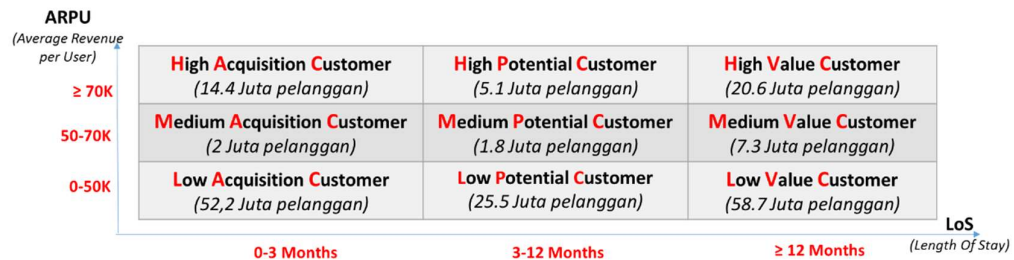 ARPU
(Average Revenue
per User)
≥ 70K
High Acquisition Customer
(14.4 Juta pelanggan)
High Potential Customer
(5.1 Juta pelanggan)
High Value Customer
(20.6 Juta pelanggan)
50-70K
Medium Acquisition Customer
(2 Juta pelanggan)
Medium Potential Customer
(1.8 Juta pelanggan)
Medium Value Customer
(7.3 Juta pelanggan)
0-50K
Low Acquisition Customer
(52,2 Juta pelanggan)
Low Potential Customer
(25.5 Juta pelanggan)
Low Value Customer
(58.7 Juta pelanggan)
0-3 Months
3-12 Months
≥ 12 Months
LoS
(Length Of Stay)